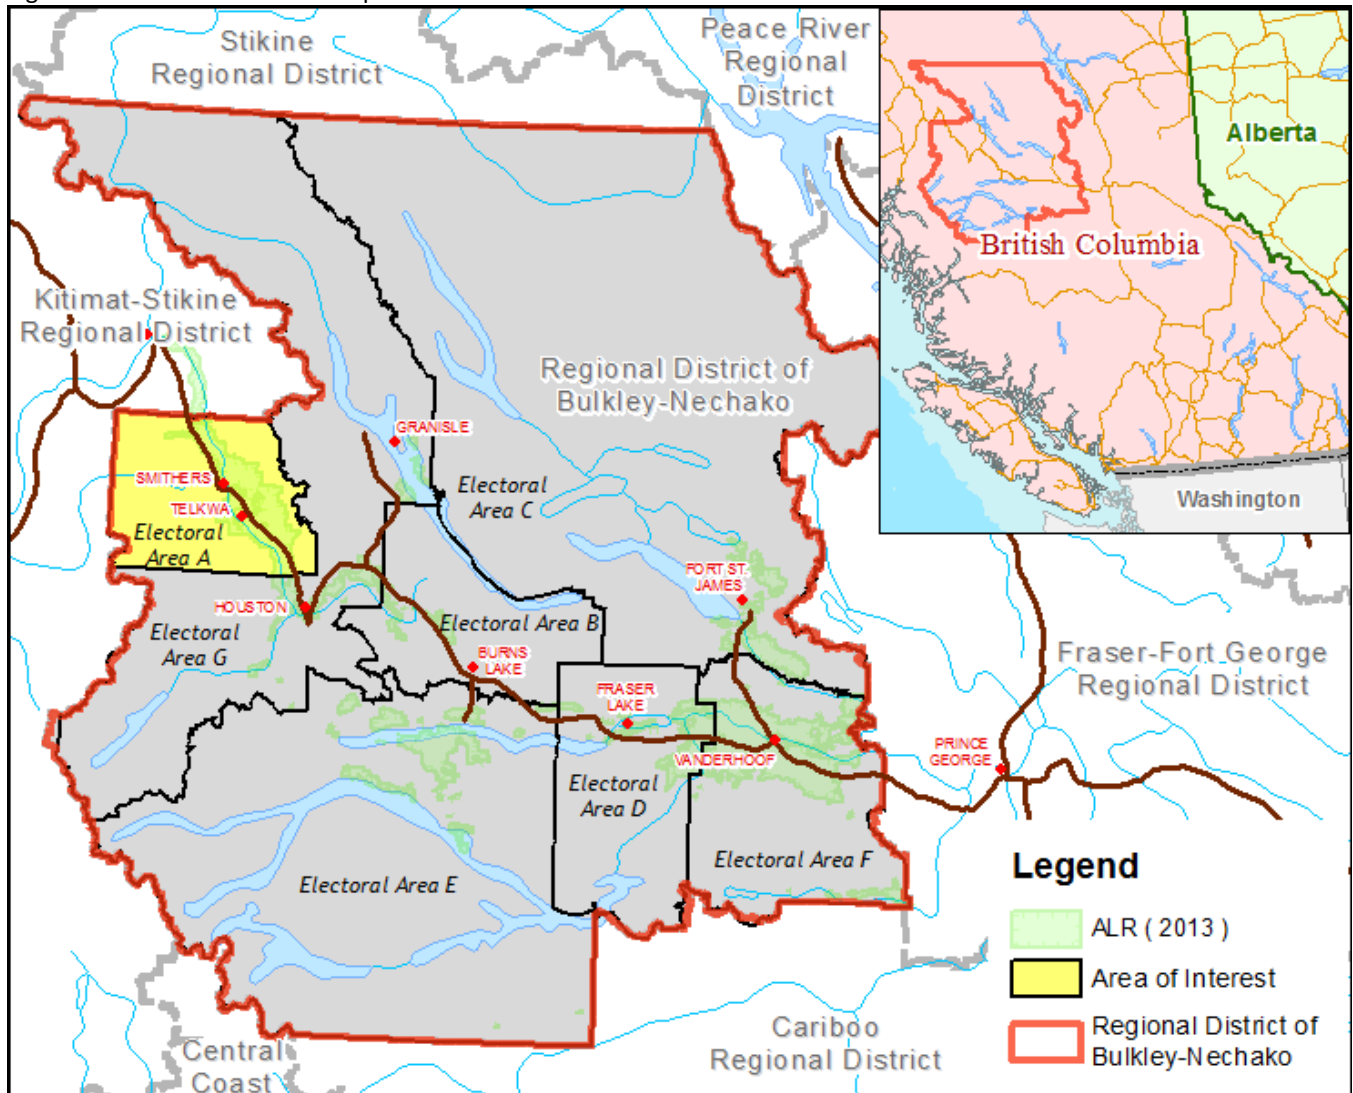 Stikine
Regional District
Peace River
Regional
District
Alberta
British Columbia
Washington
Kitimat-Stikine
Regional District
Regional District of
Bulkley-Nechako
GRANISLE
SMITHERS
TELKWA
Electoral
Area A
Electoral
Area C
FORT ST.
JAMES
HOUSTON
Electoral
Area G
Electoral Area B
BURNS
LAKE
FRASER
LAKE
VANDERHOOF
Fraser-Fort George
Regional District
PRINCE
GEORGE
Electoral
Area D
Electoral Area E
Electoral Area F
Legend
ALR ( 2013 )
Area of Interest
Regional District of
Bulkley-Nechako
Central
Coast
Cariboo
Regional District